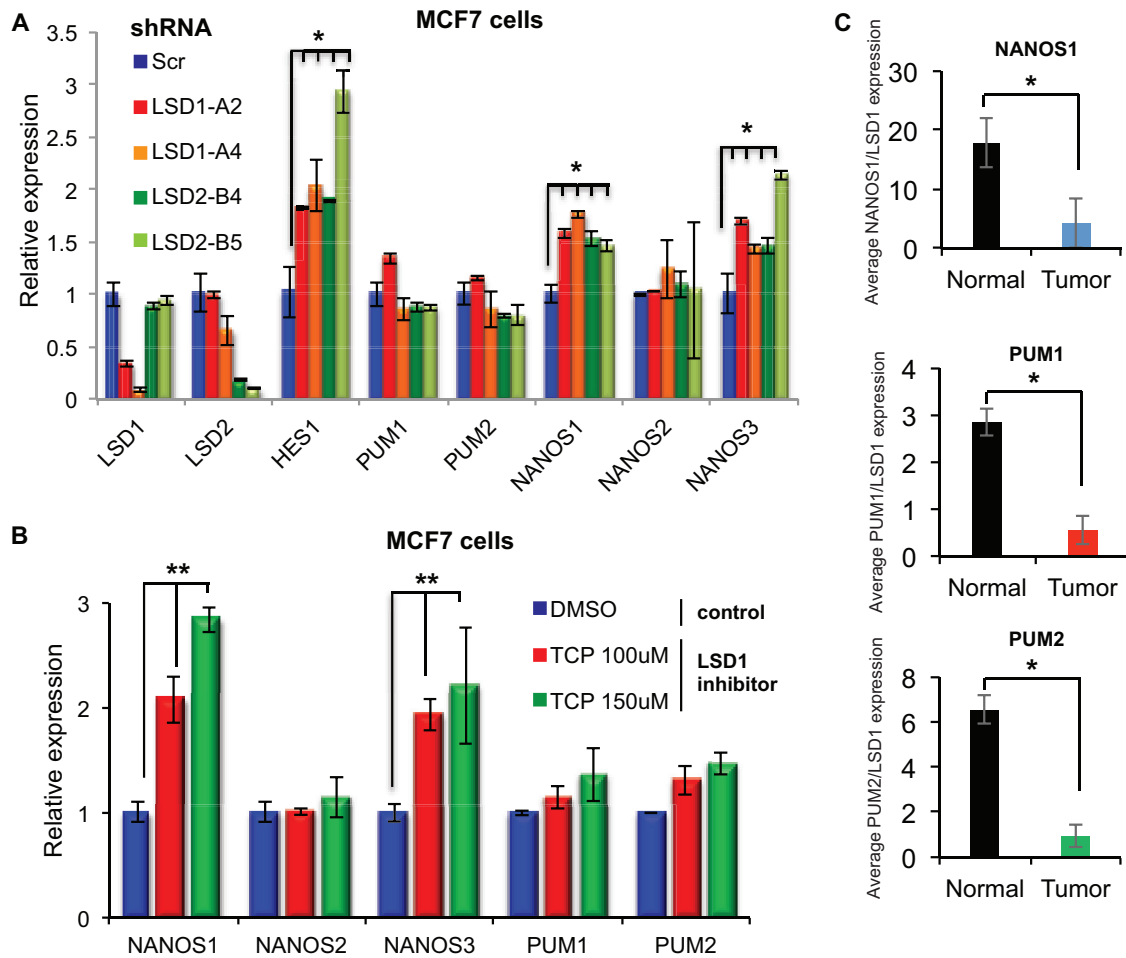 A
shRNA
MCF7 cells
Scr
LSD1-A2
LSD1-A4
LSD2-B4
LSD2-B5
Relative expression
3.5
3
2.5
2
1.5
1
0.5
0
*
*
*
LSD1
LSD2
HES1
PUM1
PUM2
NANOS1
NANOS2
NANOS3
B
MCF7 cells
DMSO
control
TCP 100uM
TCP 150uM
LSD1
inhibitor
Relative expression
3
2
1
0
**
**
NANOS1
NANOS2
NANOS3
PUM1
PUM2
C
NANOS1
Average NANOS1/LSD1 expression
30
20
10
0
*
Normal
Tumor
PUM1
Average PUM1/LSD1 expression
4
3
2
1
0
*
Normal
Tumor
PUM2
Average PUM2/LSD1 expression
8
6
4
2
0
*
Normal
Tumor